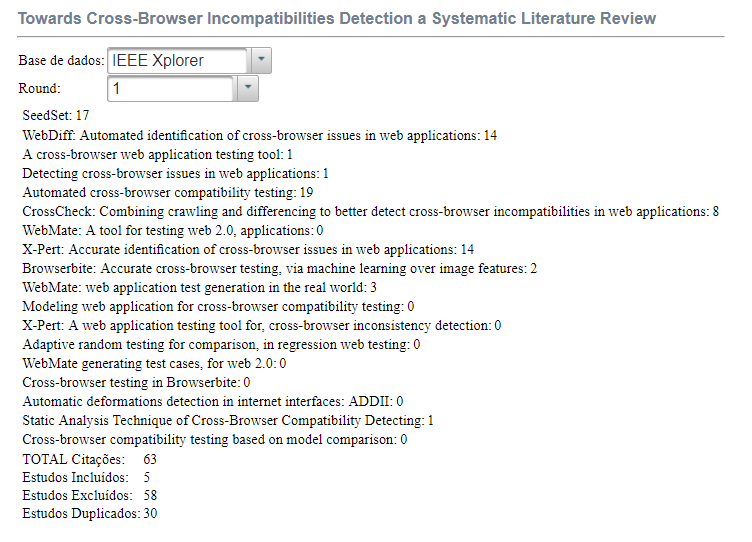 Towards Cross-Browser Incompatibilities Detection a Systematic Literature Review
Base de dados: IEEE Xplorer
Round: 1
SeedSet: 17
WebDiff: Automated identification of cross-browser issues in web applications: 14
A cross-browser web application testing tool: 1
Detecting cross-browser issues in web applications: 1
Automated cross-browser compatibility testing: 19
CrossCheck: Combining crawling and differencing to better detect cross-browser incompatibilities in web applications: 8
WebMate: A tool for testing web 2.0, applications: 0
X-Pert: Accurate identification of cross-browser issues in web applications: 14
Browserbite: Accurate cross-browser testing, via machine learning over image features: 2
WebMate: web application test generation in the real world: 3
Modeling web application for cross-browser compatibility testing: 0
X-Pert: A web application testing tool for, cross-browser inconsistency detection: 0
Adaptive random testing for comparison, in regression web testing: 0
WebMate generating test cases, for web 2.0: 0
Cross-browser testing in Browserbite: 0
Automatic deformations detection in internet interfaces: ADDII: 0
Static Analysis Technique of Cross-Browser Compatibility Detecting: 1
Cross-browser compatibility testing based on model comparison: 0
TOTAL Citações: 63
Estudos Incluídos: 5
Estudos Excluídos: 58
Estudos Duplicados: 30